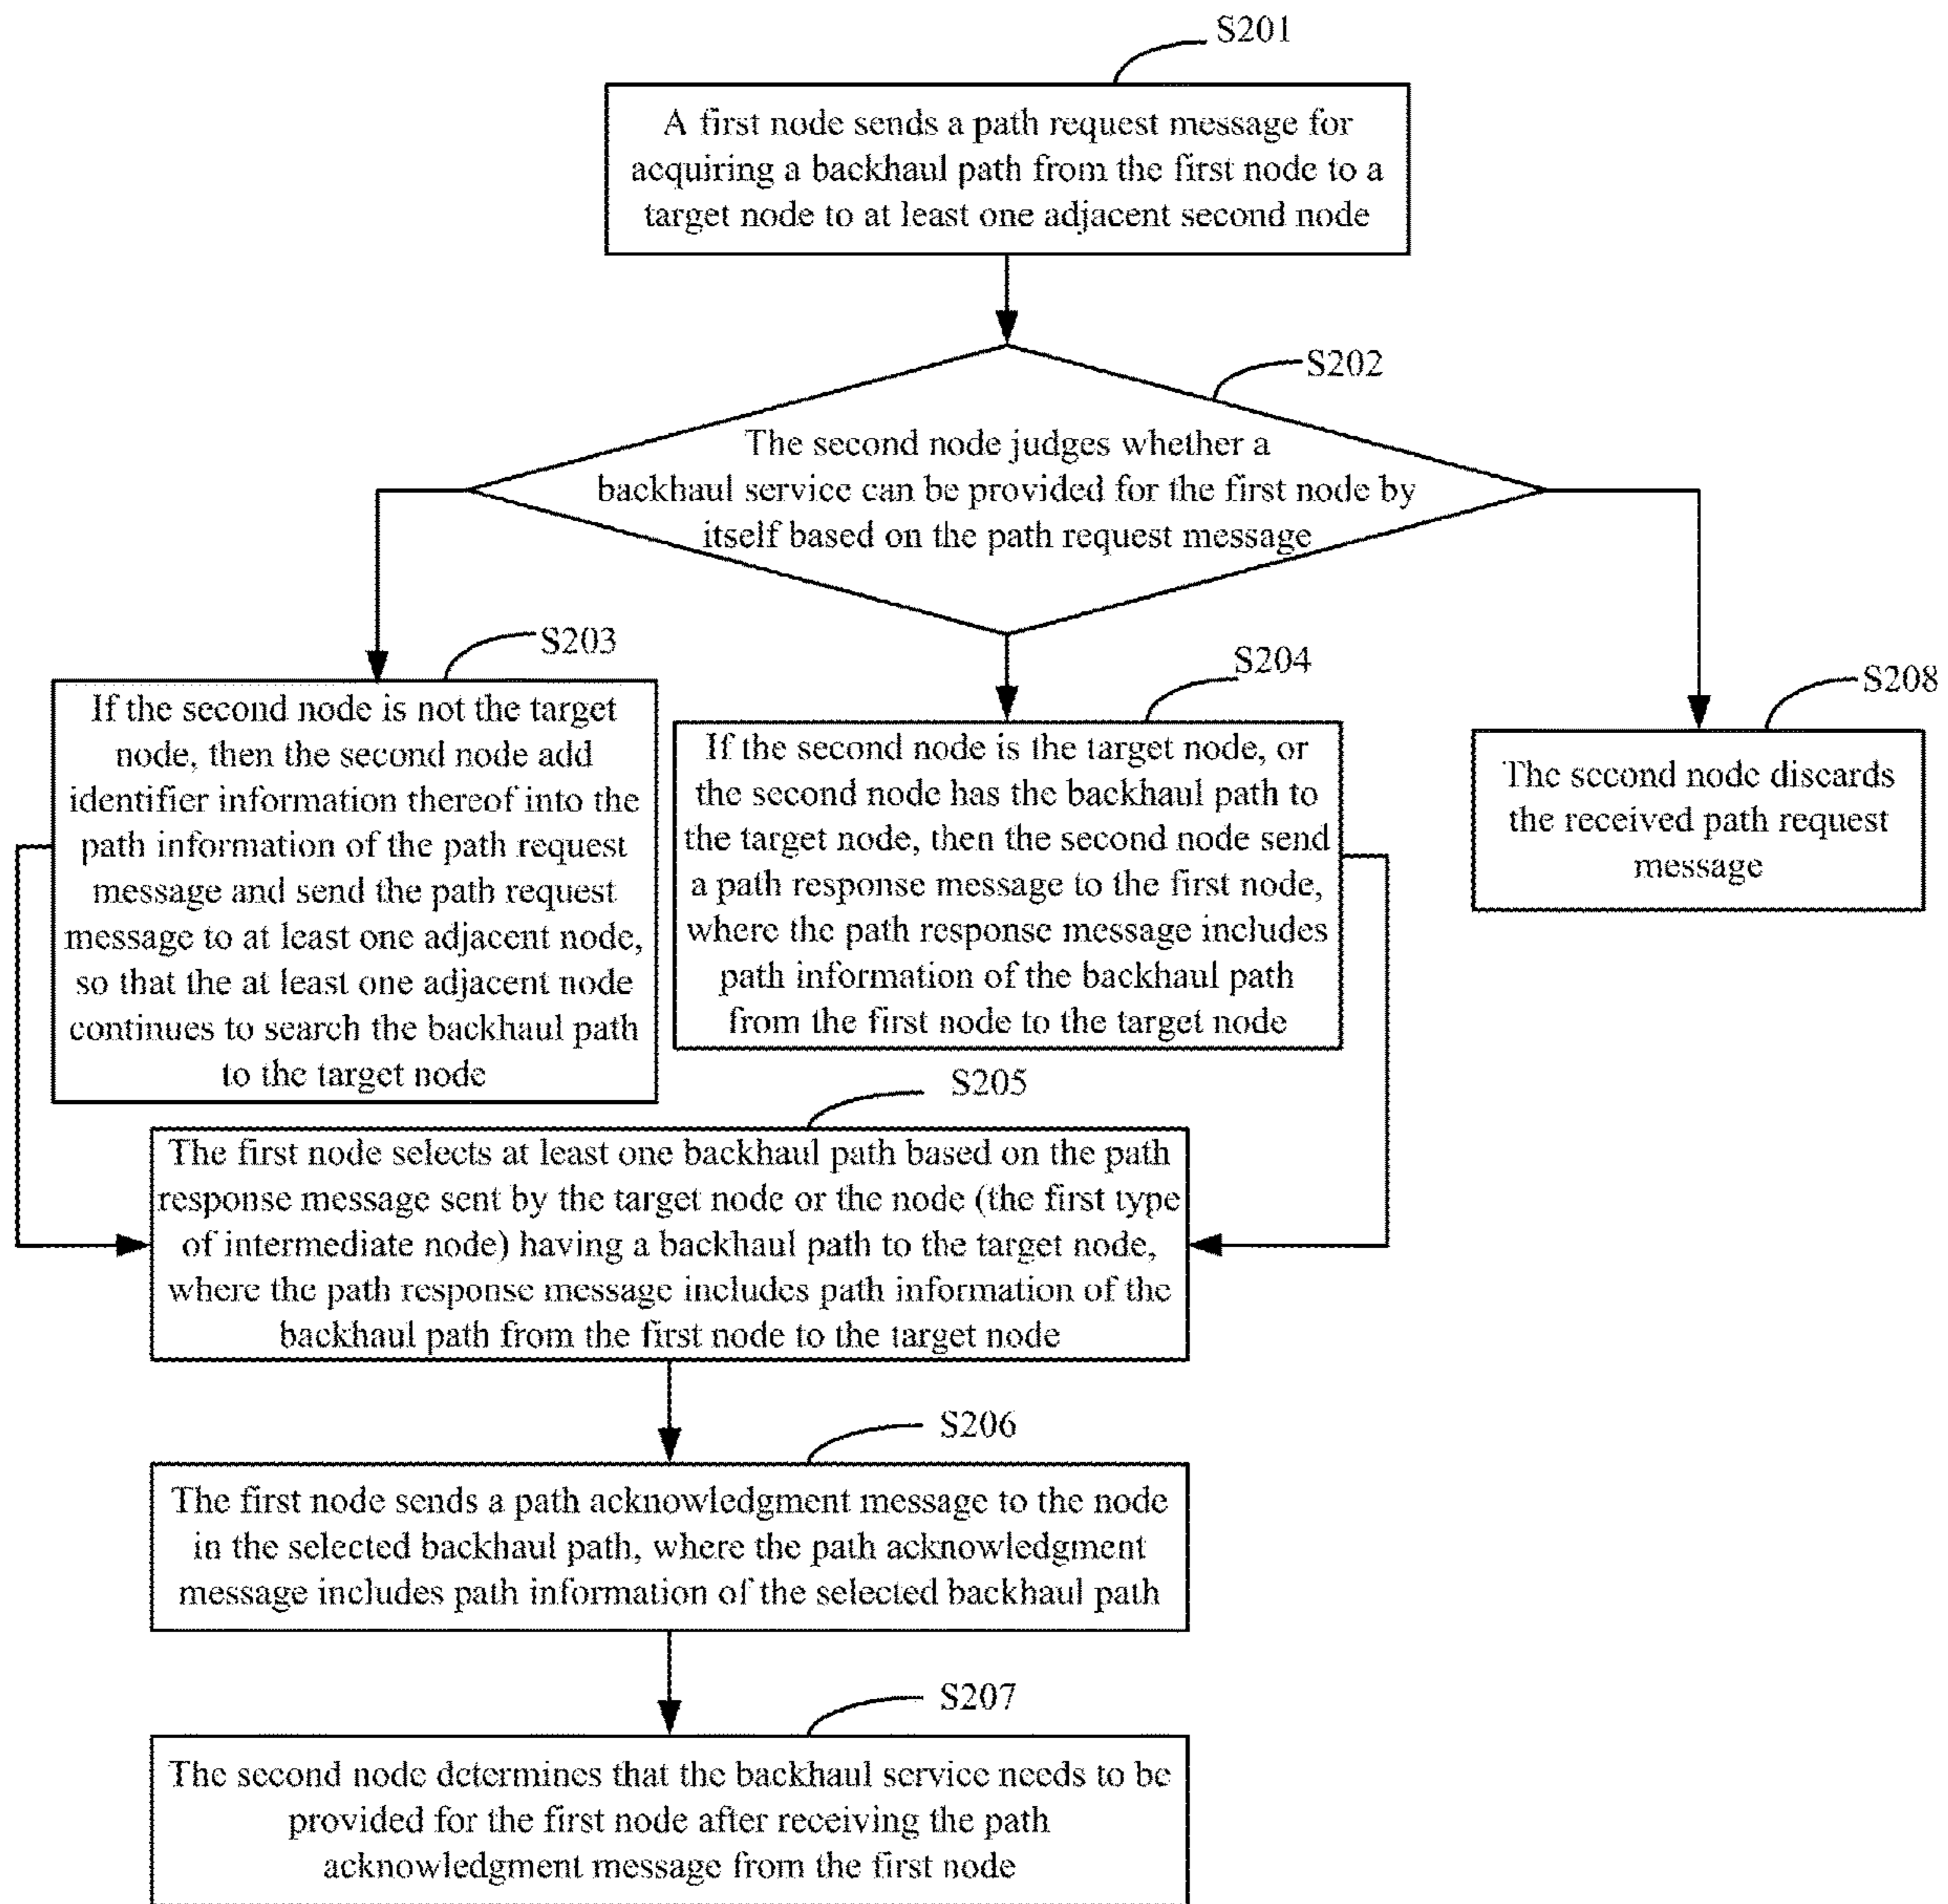 S201
A first node sends a path request message for
acquiring a backhaul path from the first node to a
target node to at least one adjacent second node
S202
The second node judges whether a
backhaul service can be provided for the first node by
itself based on the path request message
S203
If the second node is not the target
node, then the second node add
identifier information thereof into the
path information of the path request
message and send the path request
message to at least one adjacent node,
so that the at least one adjacent node
continues to search the backhaul path
to the target node
S204
If the second node is the target node, or
the second node has the backhaul path to
the target node, then the second node send
a path response message to the first node,
where the path response message includes
path information of the backhaul path
from the first node to the target node
S208
The second node discards
the received path request
message
S205
The first node selects at least one backhaul path based on the path
response message sent by the target node or the node (the first type
of intermediate node) having a backhaul path to the target node,
where the path response message includes path information of the
backhaul path from the first node to the target node
S206
The first node sends a path acknowledgment message to the node
in the selected backhaul path, where the path acknowledgment
message includes path information of the selected backhaul path
S207
The second node determines that the backhaul service needs to be
provided for the first node after receiving the path
acknowledgment message from the first node